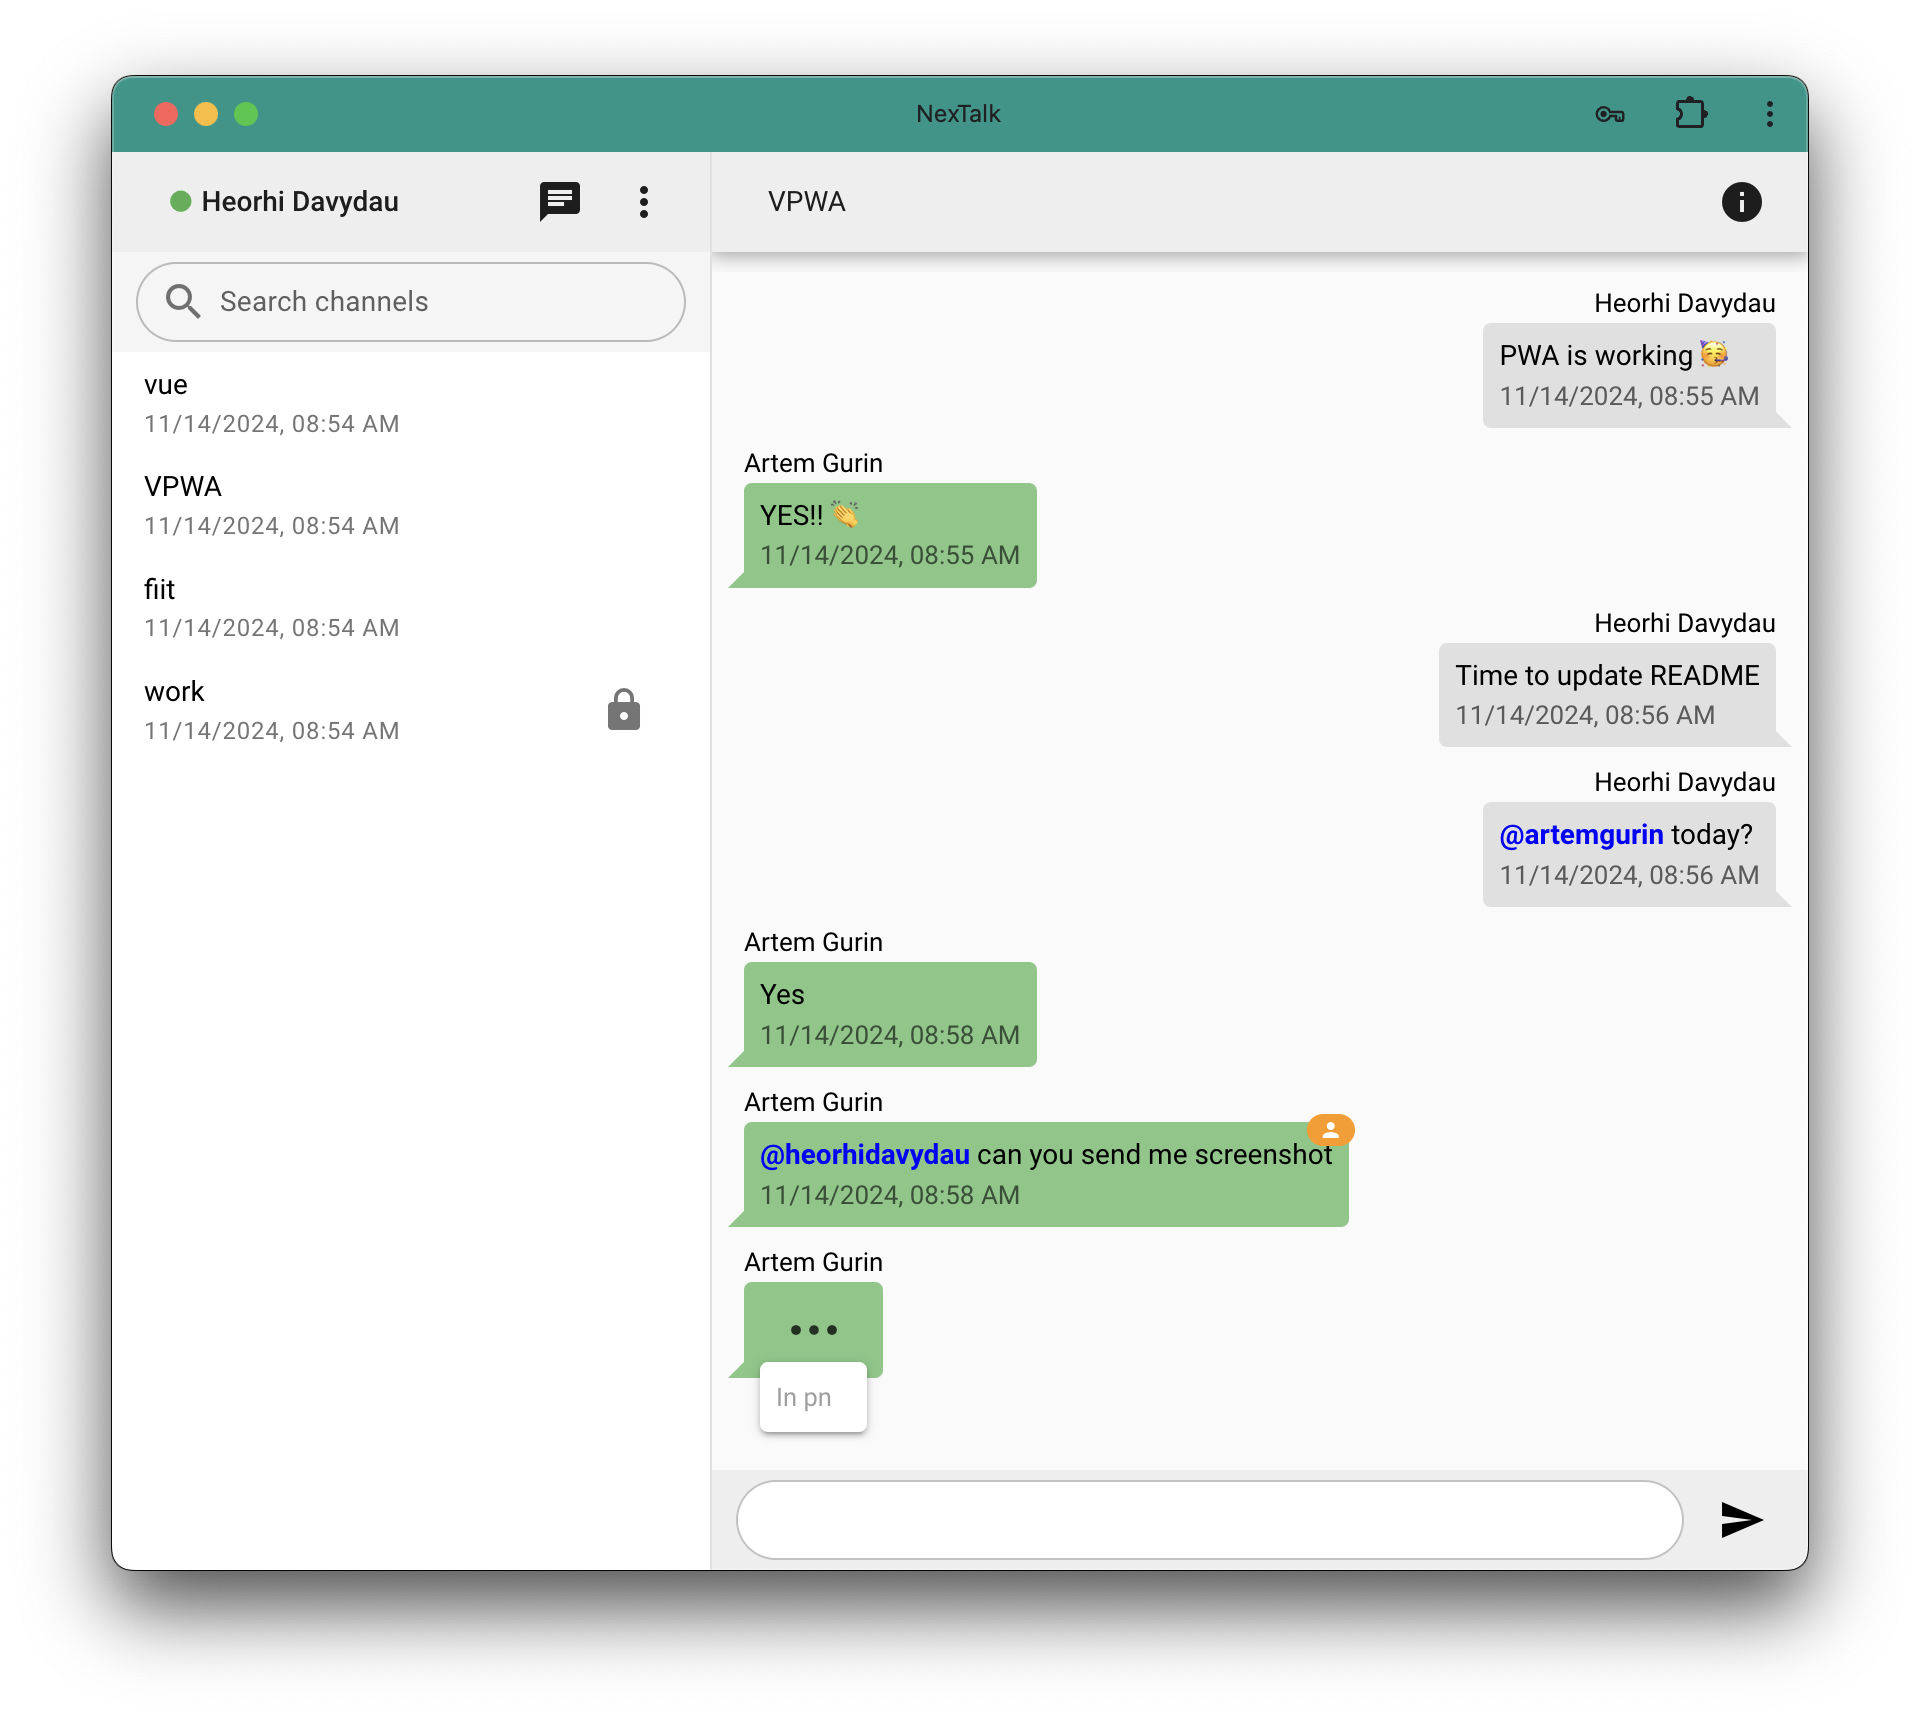 NexTalk
Heorhi Davydau
Search channels
vue
11/14/2024, 08:54 AM
VPWA
11/14/2024, 08:54 AM
fiit
11/14/2024, 08:54 AM
work
11/14/2024, 08:54 AM
VPWA
Heorhi Davydau
PWA is working 🥳
11/14/2024, 08:55 AM
Artem Gurin
YES!! 👏
11/14/2024, 08:55 AM
Heorhi Davydau
Time to update README
11/14/2024, 08:56 AM
Heorhi Davydau
@artemgurin today?
11/14/2024, 08:56 AM
Artem Gurin
Yes
11/14/2024, 08:58 AM
Artem Gurin
@heorhidavydau can you send me screenshot
11/14/2024, 08:58 AM
Artem Gurin
In pn